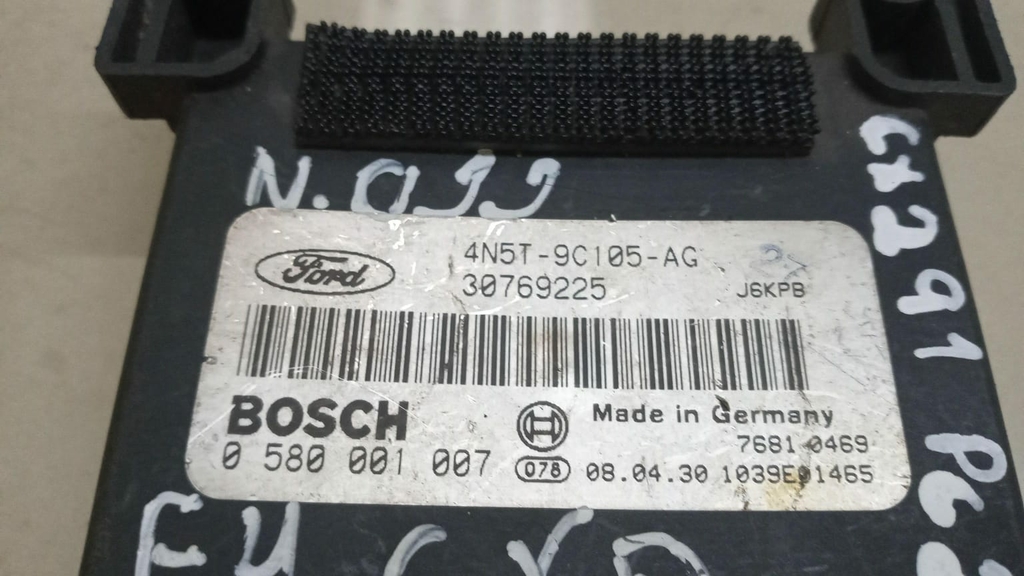 N.099
Ford
4N5T-9C105-AG
30769225
J6KPB
BOSCH
0 580 001 007
Made in Germany
7681 0469
078
08.04.30 1039E01465